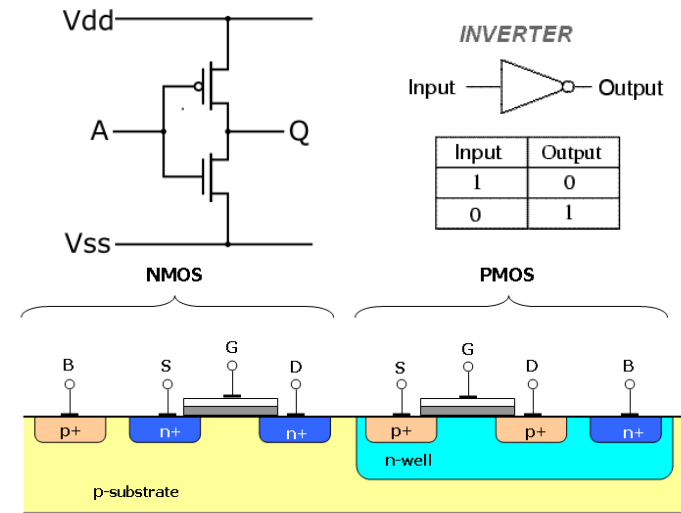 Vdd
A
Q
Vss
INVERTER
Input
Output
Input Output
1 0
0 1
NMOS
PMOS
B S G D S G D B
p+ n+ n+ p+ p+ n+
n-well
p-substrate